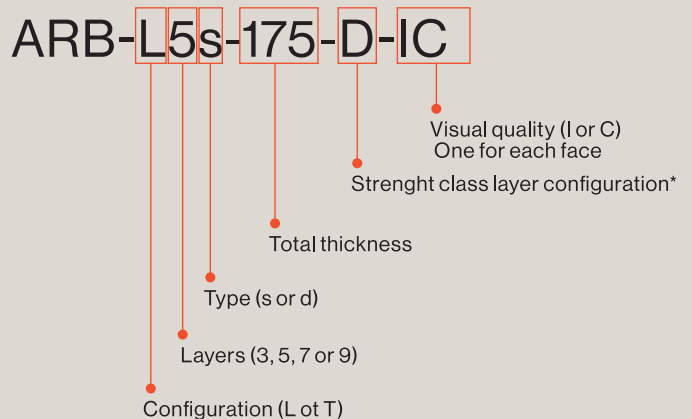 ARB-L5s-175-D-IC
Visual quality (I or C)
One for each face
Strenght class layer configuration*
Total thickness
Type (s or d)
Layers (3, 5, 7 or 9)
Configuration (L ot T)